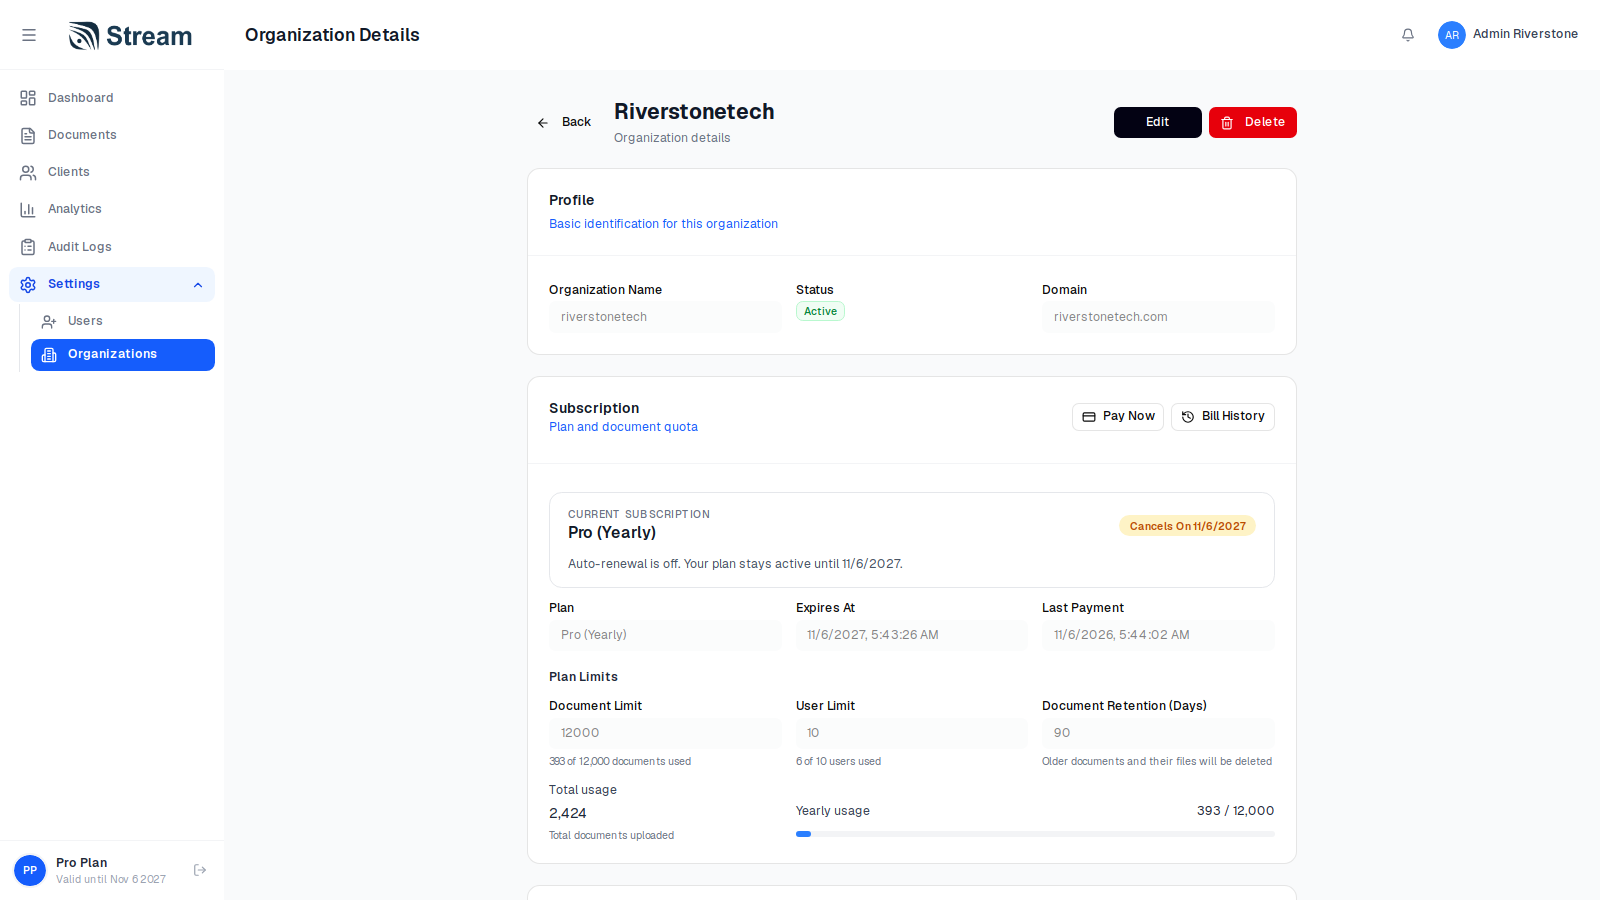 Stream
Organization Details
AR
Admin Riverstone
Dashboard
Documents
Clients
Analytics
Audit Logs
Settings
Users
Organizations
PP
Pro Plan
Valid until Nov 6 2027
Back
Riverstonetech
Organization details
Edit
Delete
Profile
Basic identification for this organization
Organization Name
Status
Domain
riverstonetech
Active
riverstonetech.com
Subscription
Plan and document quota
Pay Now
Bill History
CURRENT SUBSCRIPTION
Pro (Yearly)
Cancels On 11/6/2027
Auto-renewal is off. Your plan stays active until 11/6/2027.
Plan
Expires At
Last Payment
Pro (Yearly)
11/6/2027, 5:43:26 AM
11/6/2026, 5:44:02 AM
Plan Limits
Document Limit
User Limit
Document Retention (Days)
12000
10
90
393 of 12,000 documents used
6 of 10 users used
Older documents and their files will be deleted
Total usage
2,424
Total documents uploaded
Yearly usage
393 / 12,000